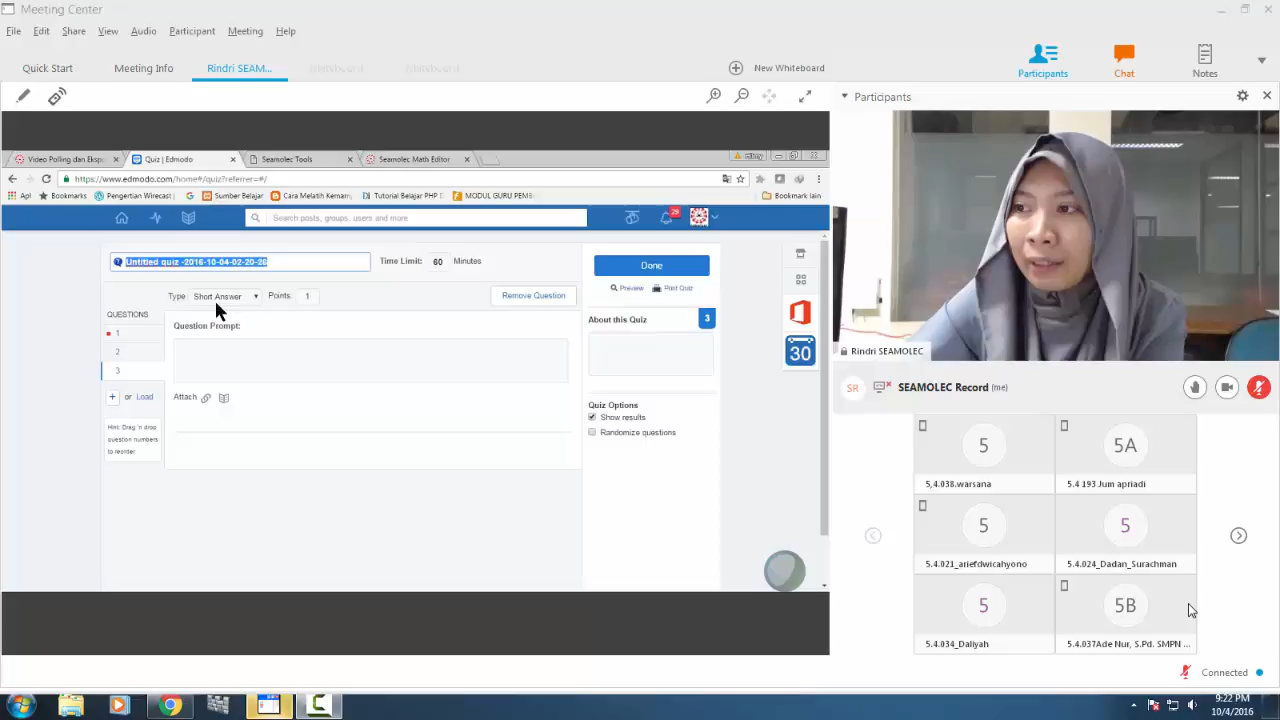 Meeting Center
File Edit Share View Audio Participant Meeting Help
Quick Start Meeting Info Rindri SEAM... Whiteboard Whiteboard New Whiteboard
Participants Chat Notes
Participants
Video Polling dan Ekspo Quiz | Edmodo Seamolec Tools Seamolec Math Editor
https://www.edmodo.com/home#/quiz?referrer=#/
Apl Bookmarks Pengertian Wirecast Sumber Belajar Cara Melatih Keman Tutorial Belajar PHP D MODUL GURU PEMB Bookmark lain
Search posts, groups, users and more
29
Untitled quiz -2016-10-04-02-20-26
Time Limit: 60 Minutes
Done
Type Short Answer Points: 1
Remove Question
Preview Print Quiz
QUESTIONS
Question Prompt:
About this Quiz 3
1
2
3
30
Attach
+ or Load
Quiz Options
Show results
Randomize questions
Hint: Drag 'n drop
question numbers
to reorder
Rindri SEAMOLEC
SR SEAMOLEC Record (me)
5 5A
5,4.038.warsana 5.4 193 Jum apriadi
5 5
5.4.021_ariefdwicahyono 5.4.024_Dadan_Surachman
5 5B
5.4.034_Daliyah 5.4.037Ade Nur, S.Pd. SMPN ...
Connected
9:22 PM
10/4/2016